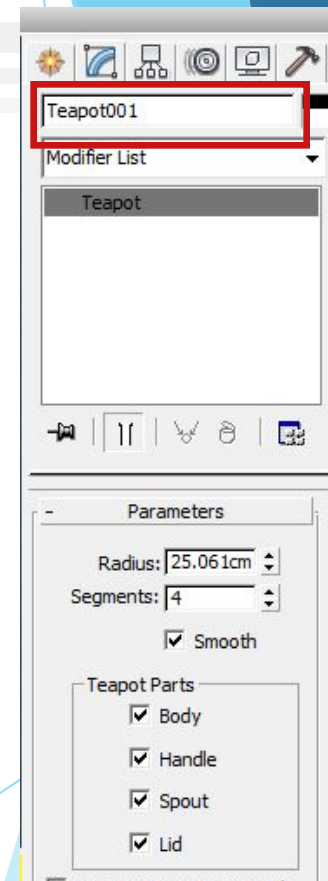 Teapot001
Modifier List
Teapot
- Parameters
Radius: 25.061cm
Segments: 4
Smooth
Teapot Parts
Body
Handle
Spout
Lid